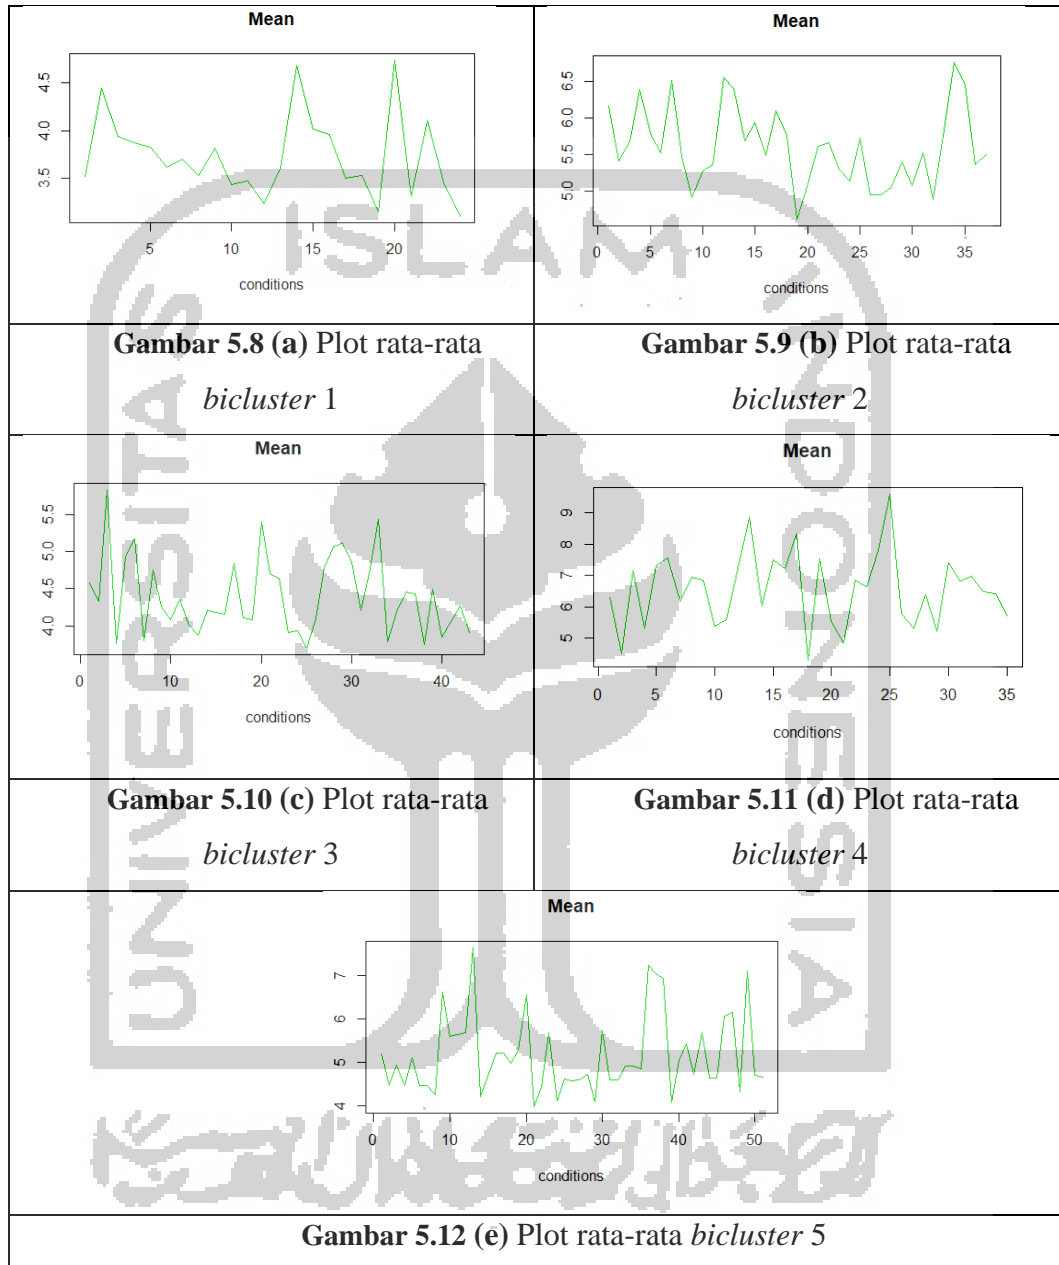 Mean
4.5
4.0
3.5
5 10 15 20
conditions
Gambar 5.8 (a) Plot rata-rata
bicluster 1
Mean
6.5
6.0
5.5
5.0
0 5 10 15 20 25 30 35
conditions
Gambar 5.9 (b) Plot rata-rata
bicluster 2
Mean
5.5
5.0
4.5
4.0
0 10 20 30 40
conditions
Gambar 5.10 (c) Plot rata-rata
bicluster 3
Mean
9
8
7
6
5
0 5 10 15 20 25 30 35
conditions
Gambar 5.11 (d) Plot rata-rata
bicluster 4
Mean
7
6
5
4
0 10 20 30 40 50
conditions
Gambar 5.12 (e) Plot rata-rata bicluster 5
UNIVERSITAS
ISLAM
INDONESIA